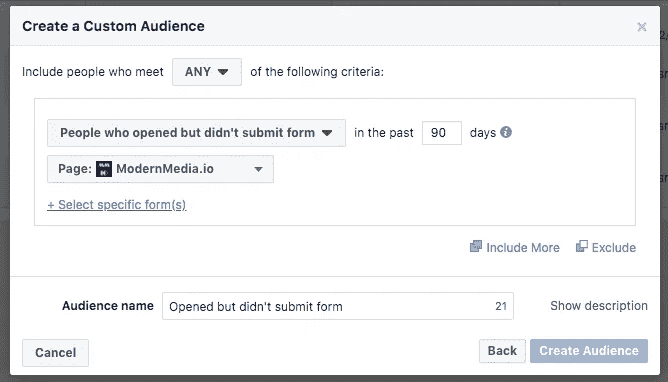 Create a Custom Audience ×
Include people who meet ANY of the following criteria:
People who opened but didn't submit form in the past 90 days
Page: ModernMedia.io
+ Select specific form(s)
Include More Exclude
Audience name Opened but didn't submit form 21 Show description
Cancel Back Create Audience